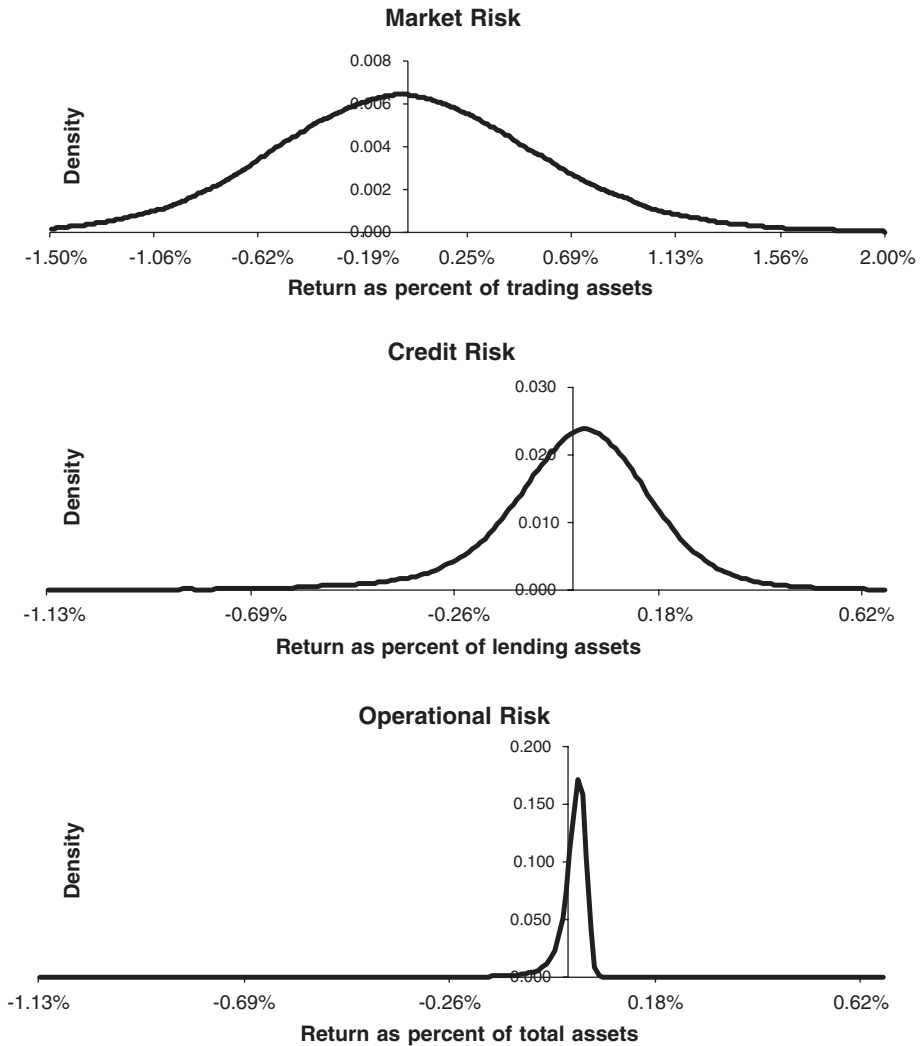 Market Risk
0.008
0.006
0.004
0.002
0.000
Density
-1.50% -1.06% -0.62% -0.19% 0.25% 0.69% 1.13% 1.56% 2.00%
Return as percent of trading assets
Credit Risk
0.030
0.020
0.010
0.000
Density
-1.13% -0.69% -0.26% 0.18% 0.62%
Return as percent of lending assets
Operational Risk
0.200
0.150
0.100
0.050
0.000
Density
-1.13% -0.69% -0.26% 0.18% 0.62%
Return as percent of total assets